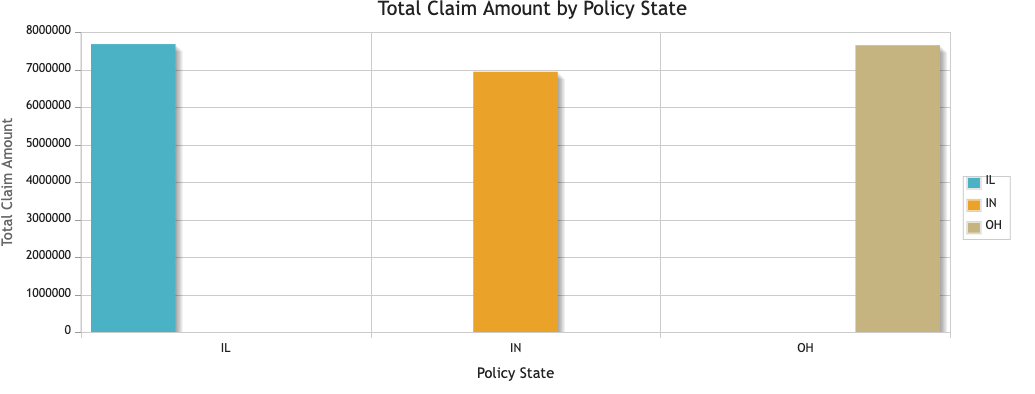 Total Claim Amount by Policy State
8000000
7000000
6000000
5000000
4000000
3000000
2000000
1000000
0
Total Claim Amount
IL
IN
OH
Policy State
IL
IN
OH